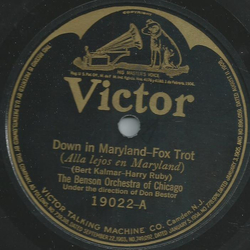 "HIS MASTER'S VOICE"
Victor
Down in Maryland–Fox Trot
(Alla lejos en Maryland)
(Bert Kalmar-Harry Ruby)
The Benson Orchestra of Chicago
Under the direction of Don Bestor
19022-A
VICTOR TALKING MACHINE CO. Camden, N.J.